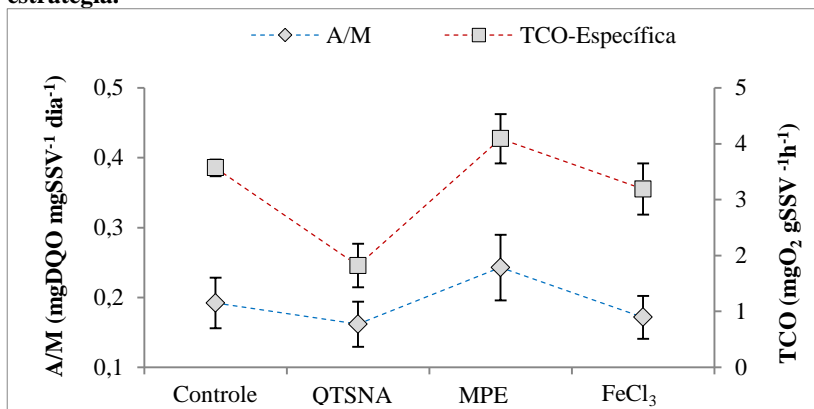 estratégia.
A/M
TCO-Específica
A/M (mgDQO mgSSV⁻¹ dia⁻¹)
0,5
0,4
0,3
0,2
0,1
5
4
3
2
1
0
TCO (mgO₂ gSSV ⁻¹h⁻¹)
Controle QTSNA MPE FeCl₃